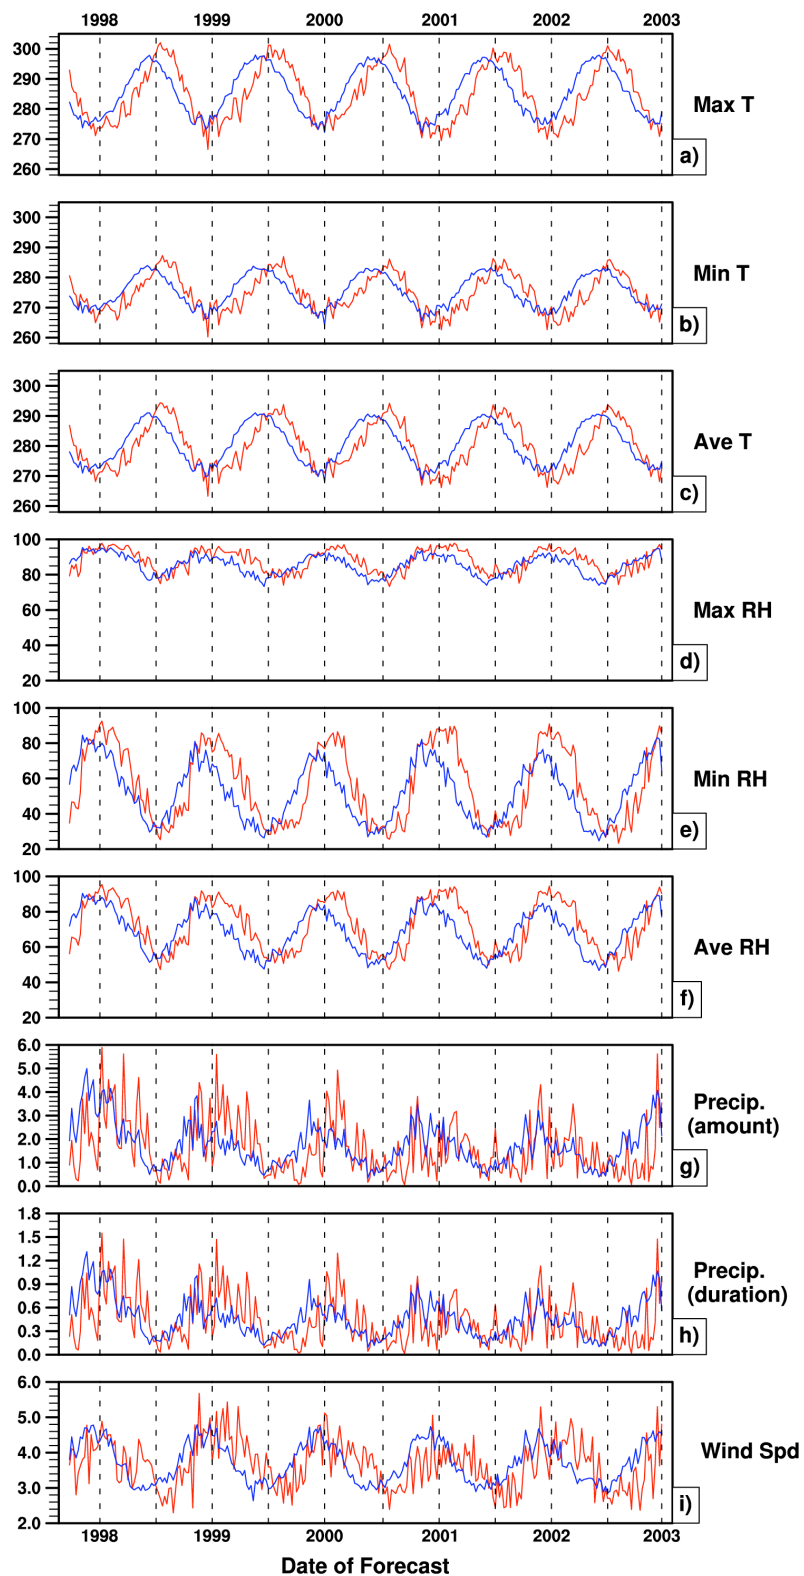 1998 1999 2000 2001 2002 2003
300
290
280
270
260
Max T
a)
300
290
280
270
260
Min T
b)
300
290
280
270
260
Ave T
c)
100
80
60
40
20
Max RH
d)
100
80
60
40
20
Min RH
e)
100
80
60
40
20
Ave RH
f)
6.0
5.0
4.0
3.0
2.0
1.0
0.0
Precip.
(amount)
g)
1.8
1.5
1.2
0.9
0.6
0.3
0.0
Precip.
(duration)
h)
6.0
5.0
4.0
3.0
2.0
Wind Spd
i)
1998 1999 2000 2001 2002 2003
Date of Forecast